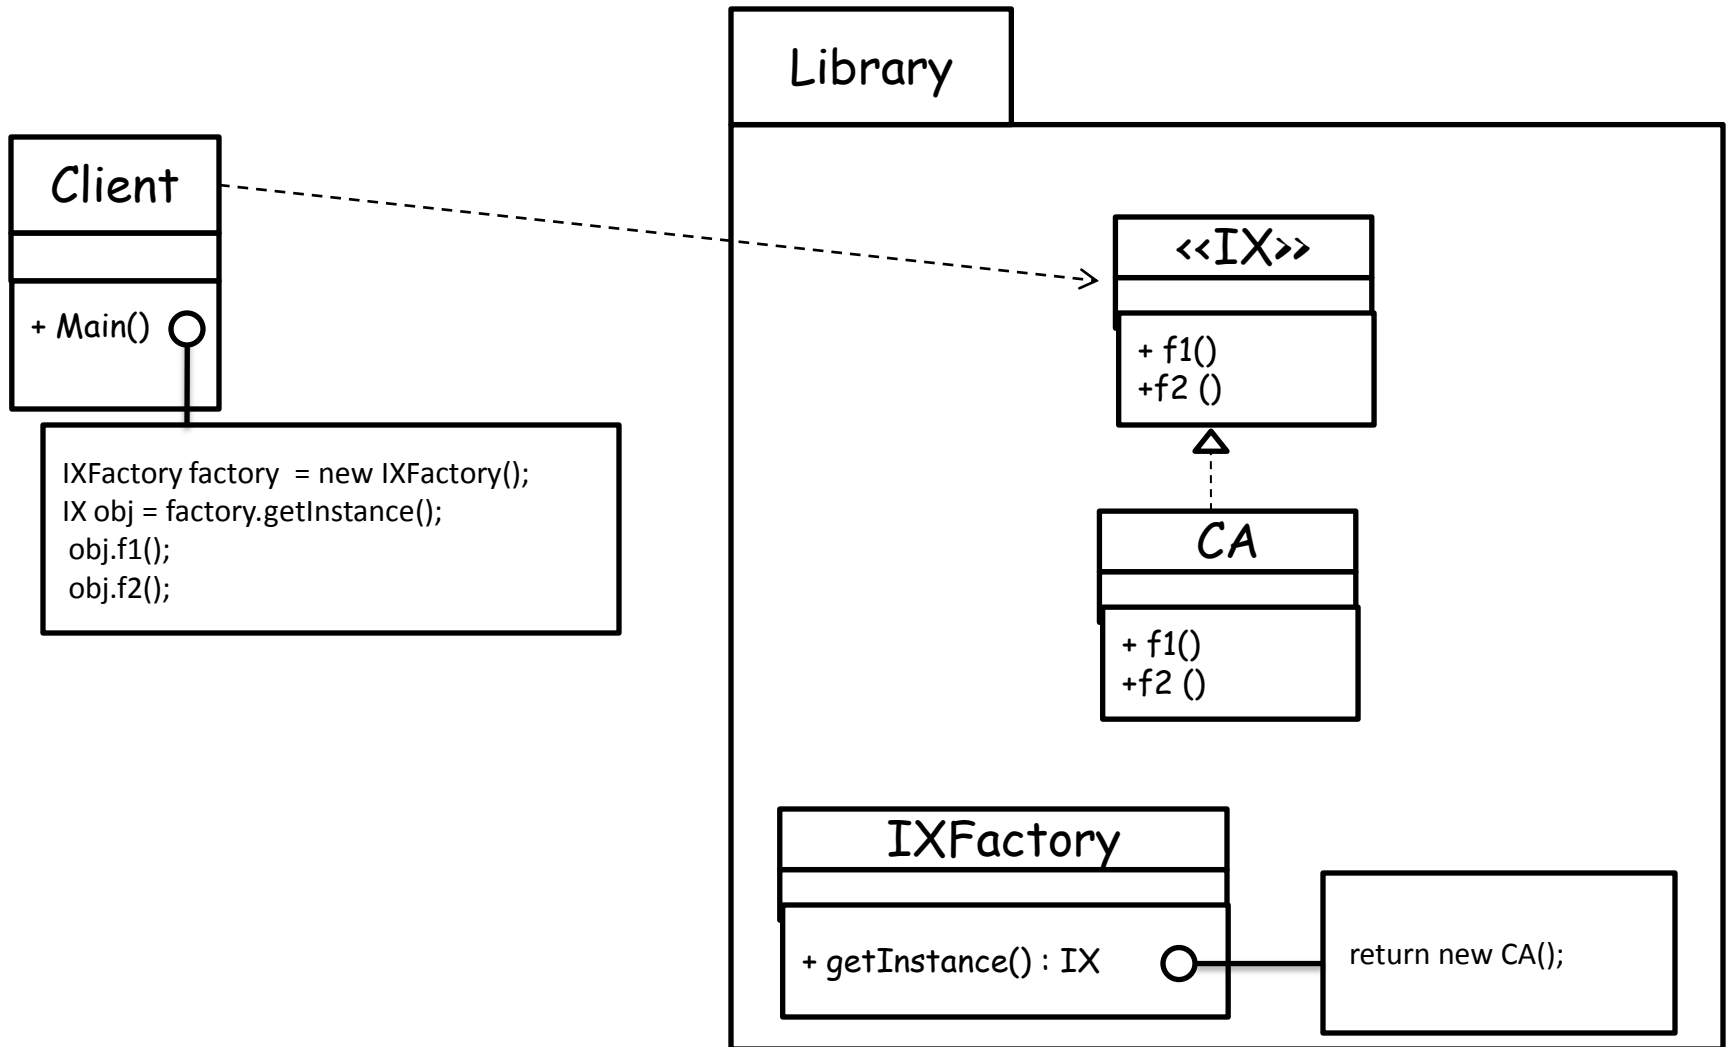 Library
Client
+ Main()
IXFactory factory  = new IXFactory();
IX obj = factory.getInstance();
obj.f1();
obj.f2();
<<IX>>
+ f1()
+f2 ()
CA
+ f1()
+f2 ()
IXFactory
+ getInstance() : IX
return new CA();